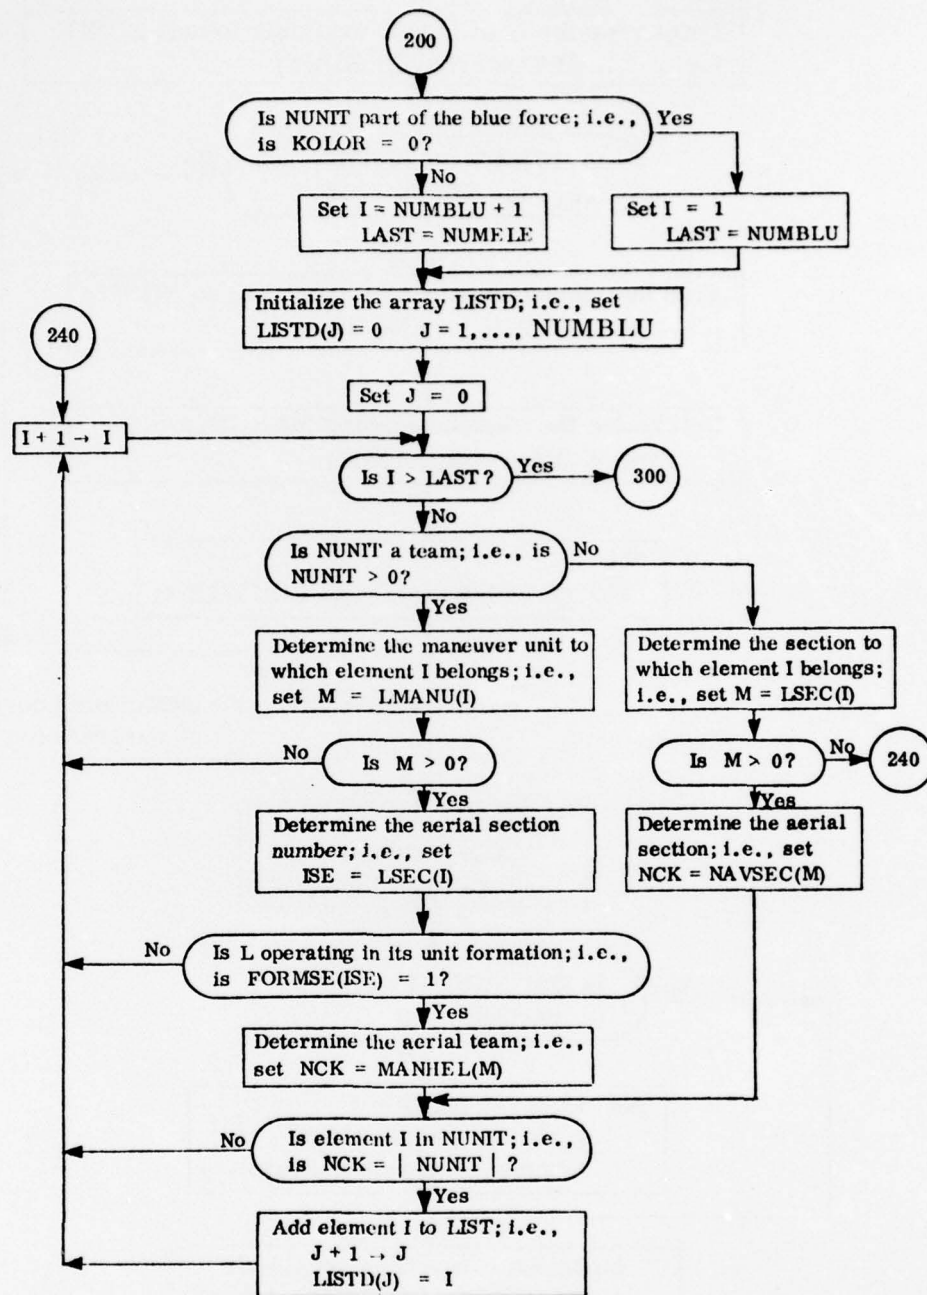 200
Is NUNIT part of the blue force; i.e.,
is KOLOR = 0?
Yes
No
Set I = NUMBLU + 1
LAST = NUMELE
Set I = 1
LAST = NUMBLU
Initialize the array LISTD; i.e., set
LISTD(J) = 0 J = 1,..., NUMBLU
240
Set J = 0
I + 1 → I
Is I > LAST?
Yes
300
No
Is NUNIT a team; i.e., is
NUNIT > 0?
No
Yes
Determine the maneuver unit to
which element I belongs; i.e.,
set M = LMANU(I)
Determine the section to
which element I belongs;
i.e., set M = LSEC(I)
No
Is M > 0?
Is M > 0?
No
240
Yes
Yes
Determine the aerial section
number; i.e., set
ISE = LSEC(I)
Determine the aerial
section; i.e., set
NCK = NAVSEC(M)
No
Is L operating in its unit formation; i.e.,
is FORMSE(ISE) = 1?
Yes
Determine the aerial team; i.e.,
set NCK = MANHEL(M)
No
Is element I in NUNIT; i.e.,
is NCK = | NUNIT | ?
Yes
Add element I to LIST; i.e.,
J + 1 → J
LISTD(J) = I